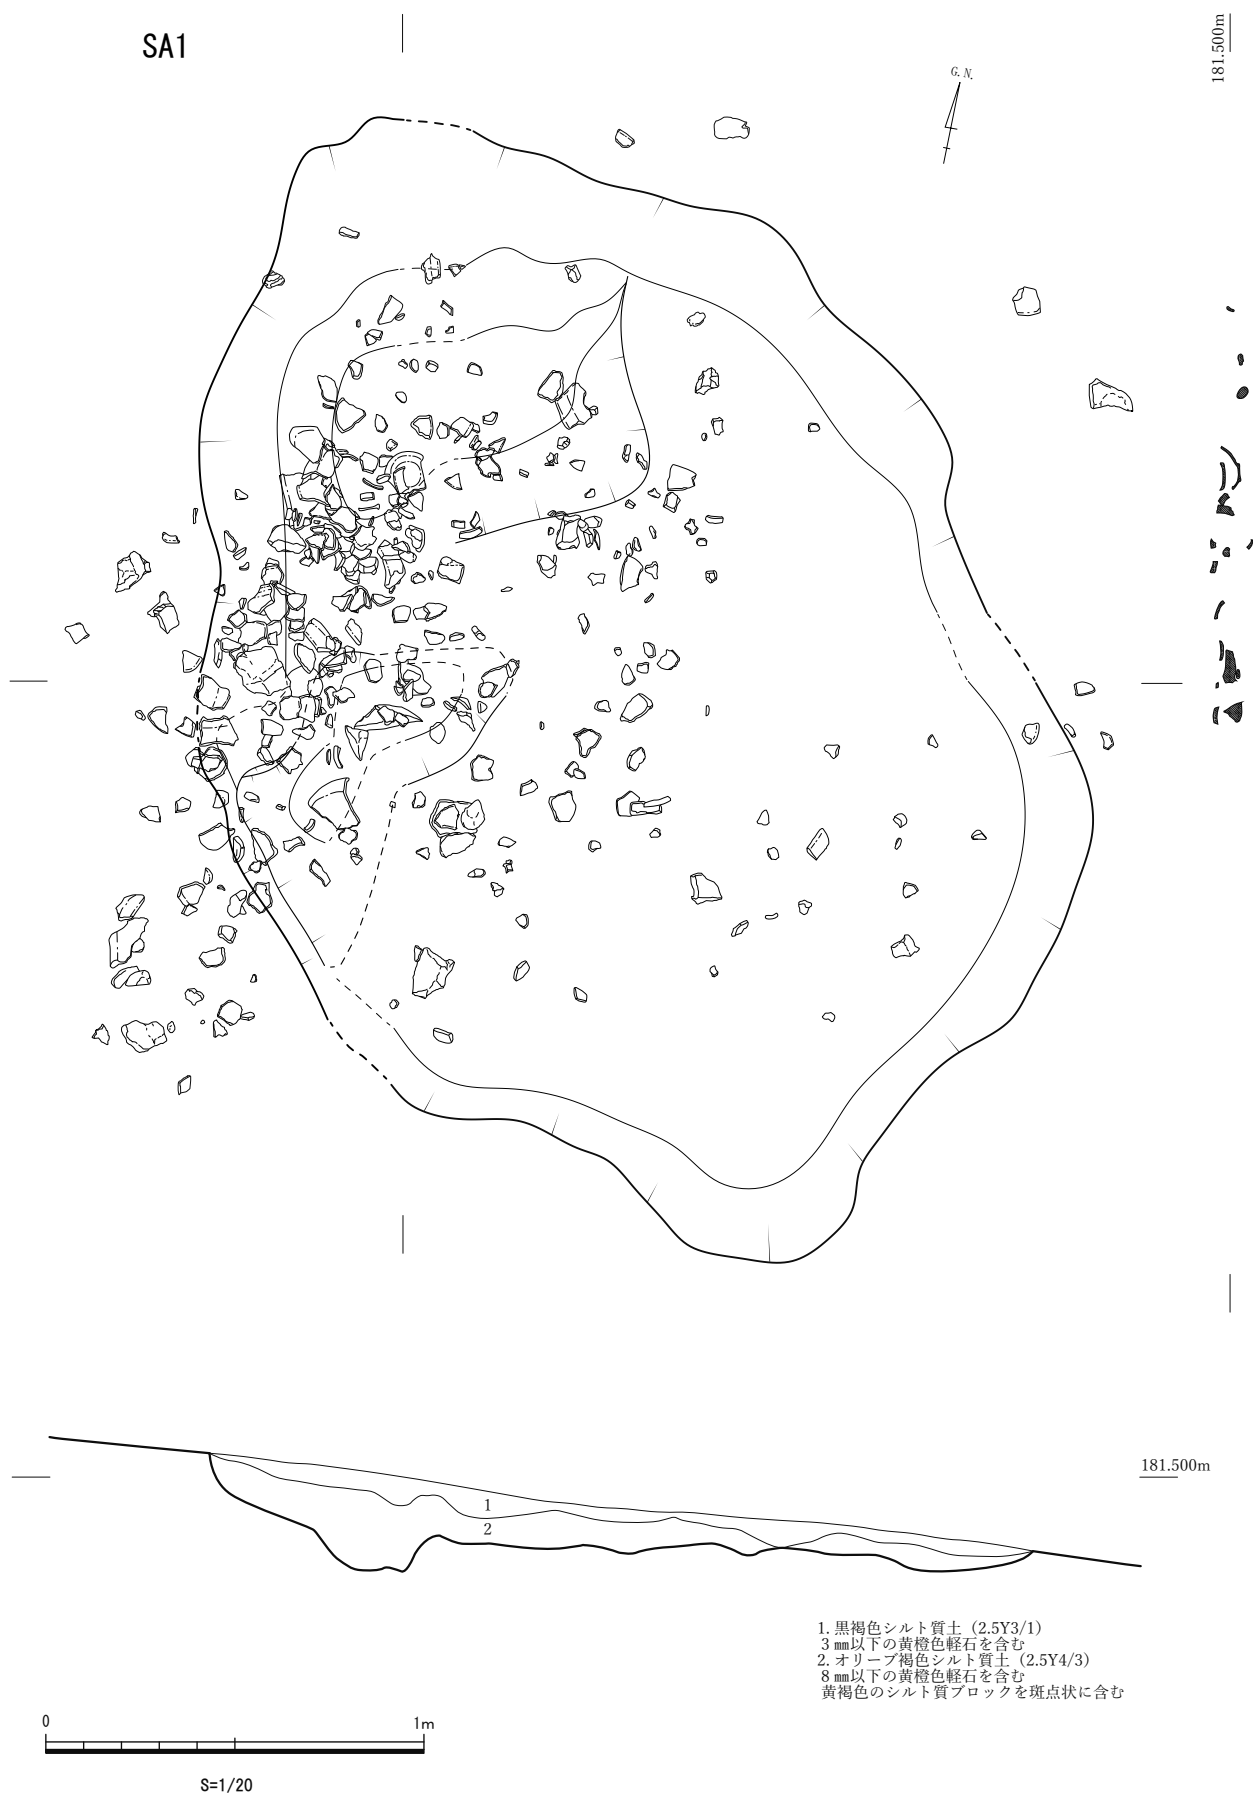 SA1
181.500m
G. N.
181.500m
1
2
1. 黒褐色シルト質土（2.5Y3/1）
3 ㎜以下の黄橙色軽石を含む
2. オリーブ褐色シルト質土（2.5Y4/3）
8 ㎜以下の黄橙色軽石を含む
黄褐色のシルト質ブロックを斑点状に含む
0 1m
S=1/20